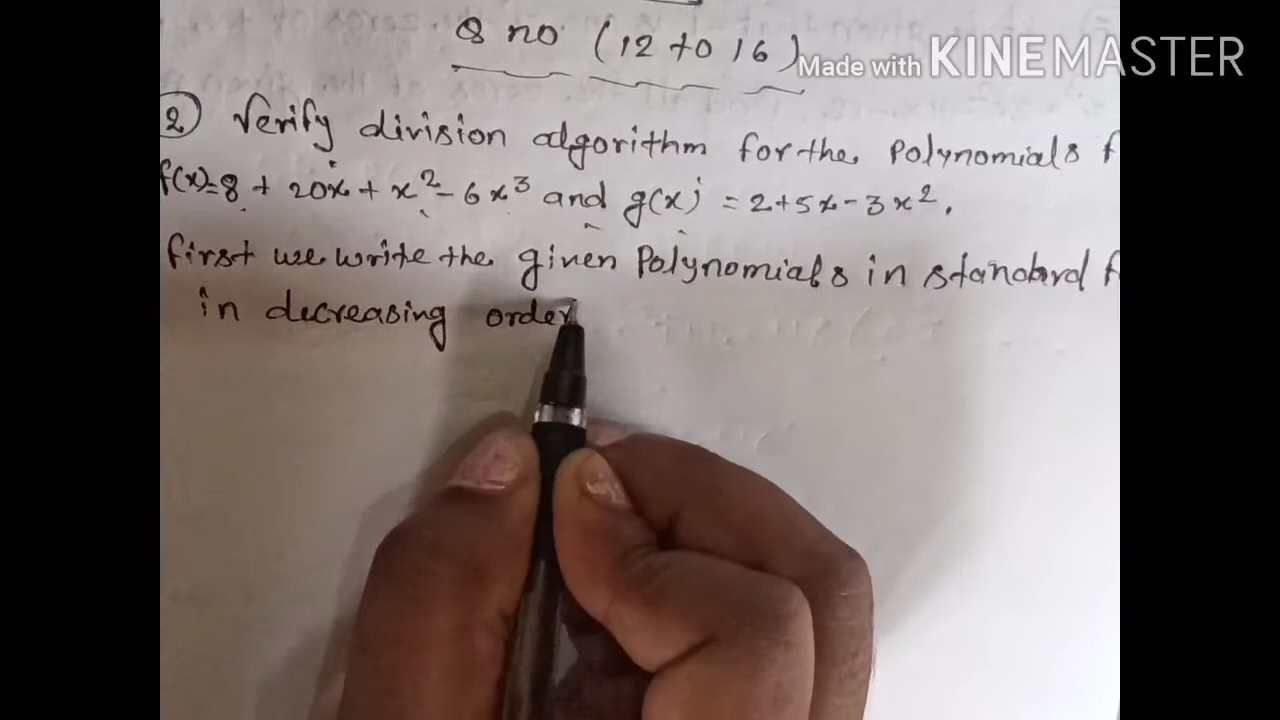 Q no (12 to 16)
Made with KINEMASTER
2 Verify division algorithm for the Polynomials f
f(x)=8 + 20x + x² - 6x³ and g(x) = 2+5x-3x².
first we write the given Polynomials in standard f
in decreasing order